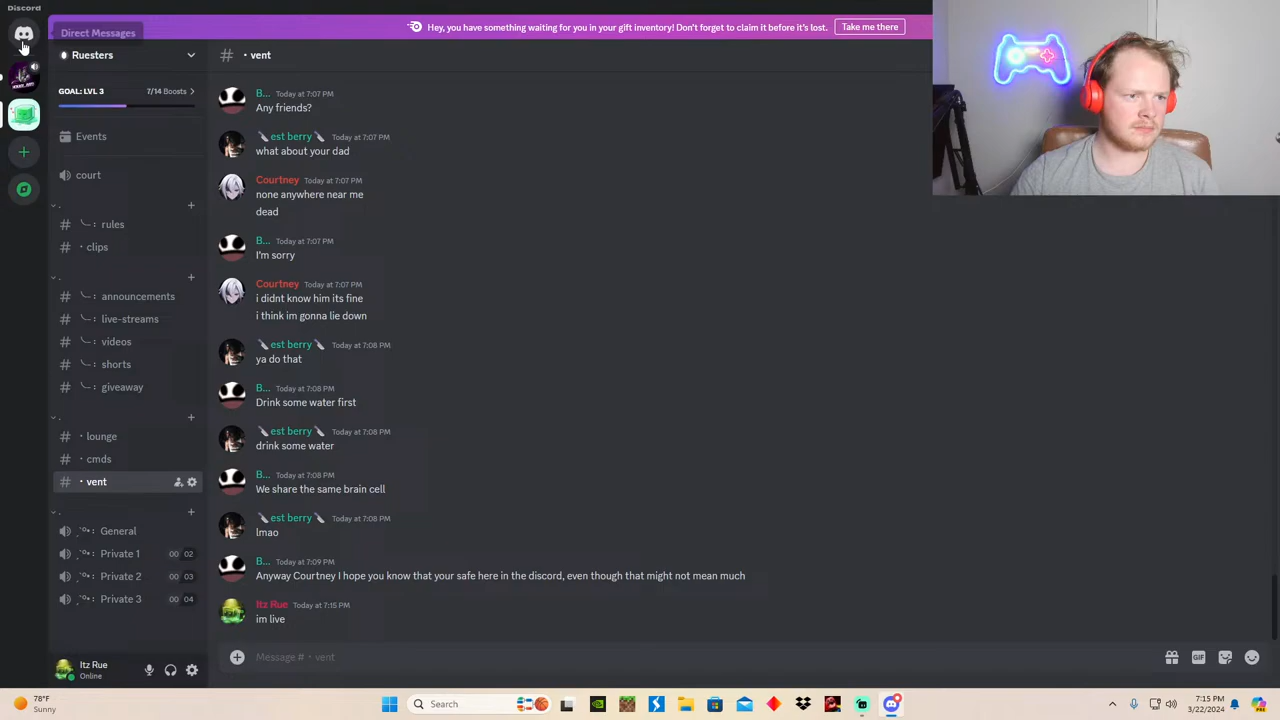 Discord
Direct Messages
Hey, you have something waiting for you in your gift inventory! Don't forget to claim it before it's lost.
Take me there
Ruesters
# • vent
GOAL: LVL 3
7/14 Boosts
Events
court
rules
• clips
announcements
live-streams
videos
shorts
giveaway
• lounge
• cmds
• vent
General
Private 1
00 02
Private 2
00 03
Private 3
00 04
Itz Rue
Online
B... Today at 7:07 PM
Any friends?
est berry Today at 7:07 PM
what about your dad
Courtney Today at 7:07 PM
none anywhere near me
dead
B... Today at 7:07 PM
I'm sorry
Courtney Today at 7:07 PM
i didnt know him its fine
i think im gonna lie down
est berry Today at 7:08 PM
ya do that
B... Today at 7:08 PM
Drink some water first
est berry Today at 7:08 PM
drink some water
B... Today at 7:08 PM
We share the same brain cell
est berry Today at 7:08 PM
lmao
B... Today at 7:09 PM
Anyway Courtney I hope you know that your safe here in the discord, even though that might not mean much
Itz Rue Today at 7:15 PM
im live
Message # • vent
GIF
78°F
Sunny
Search
7:15 PM
3/22/2024